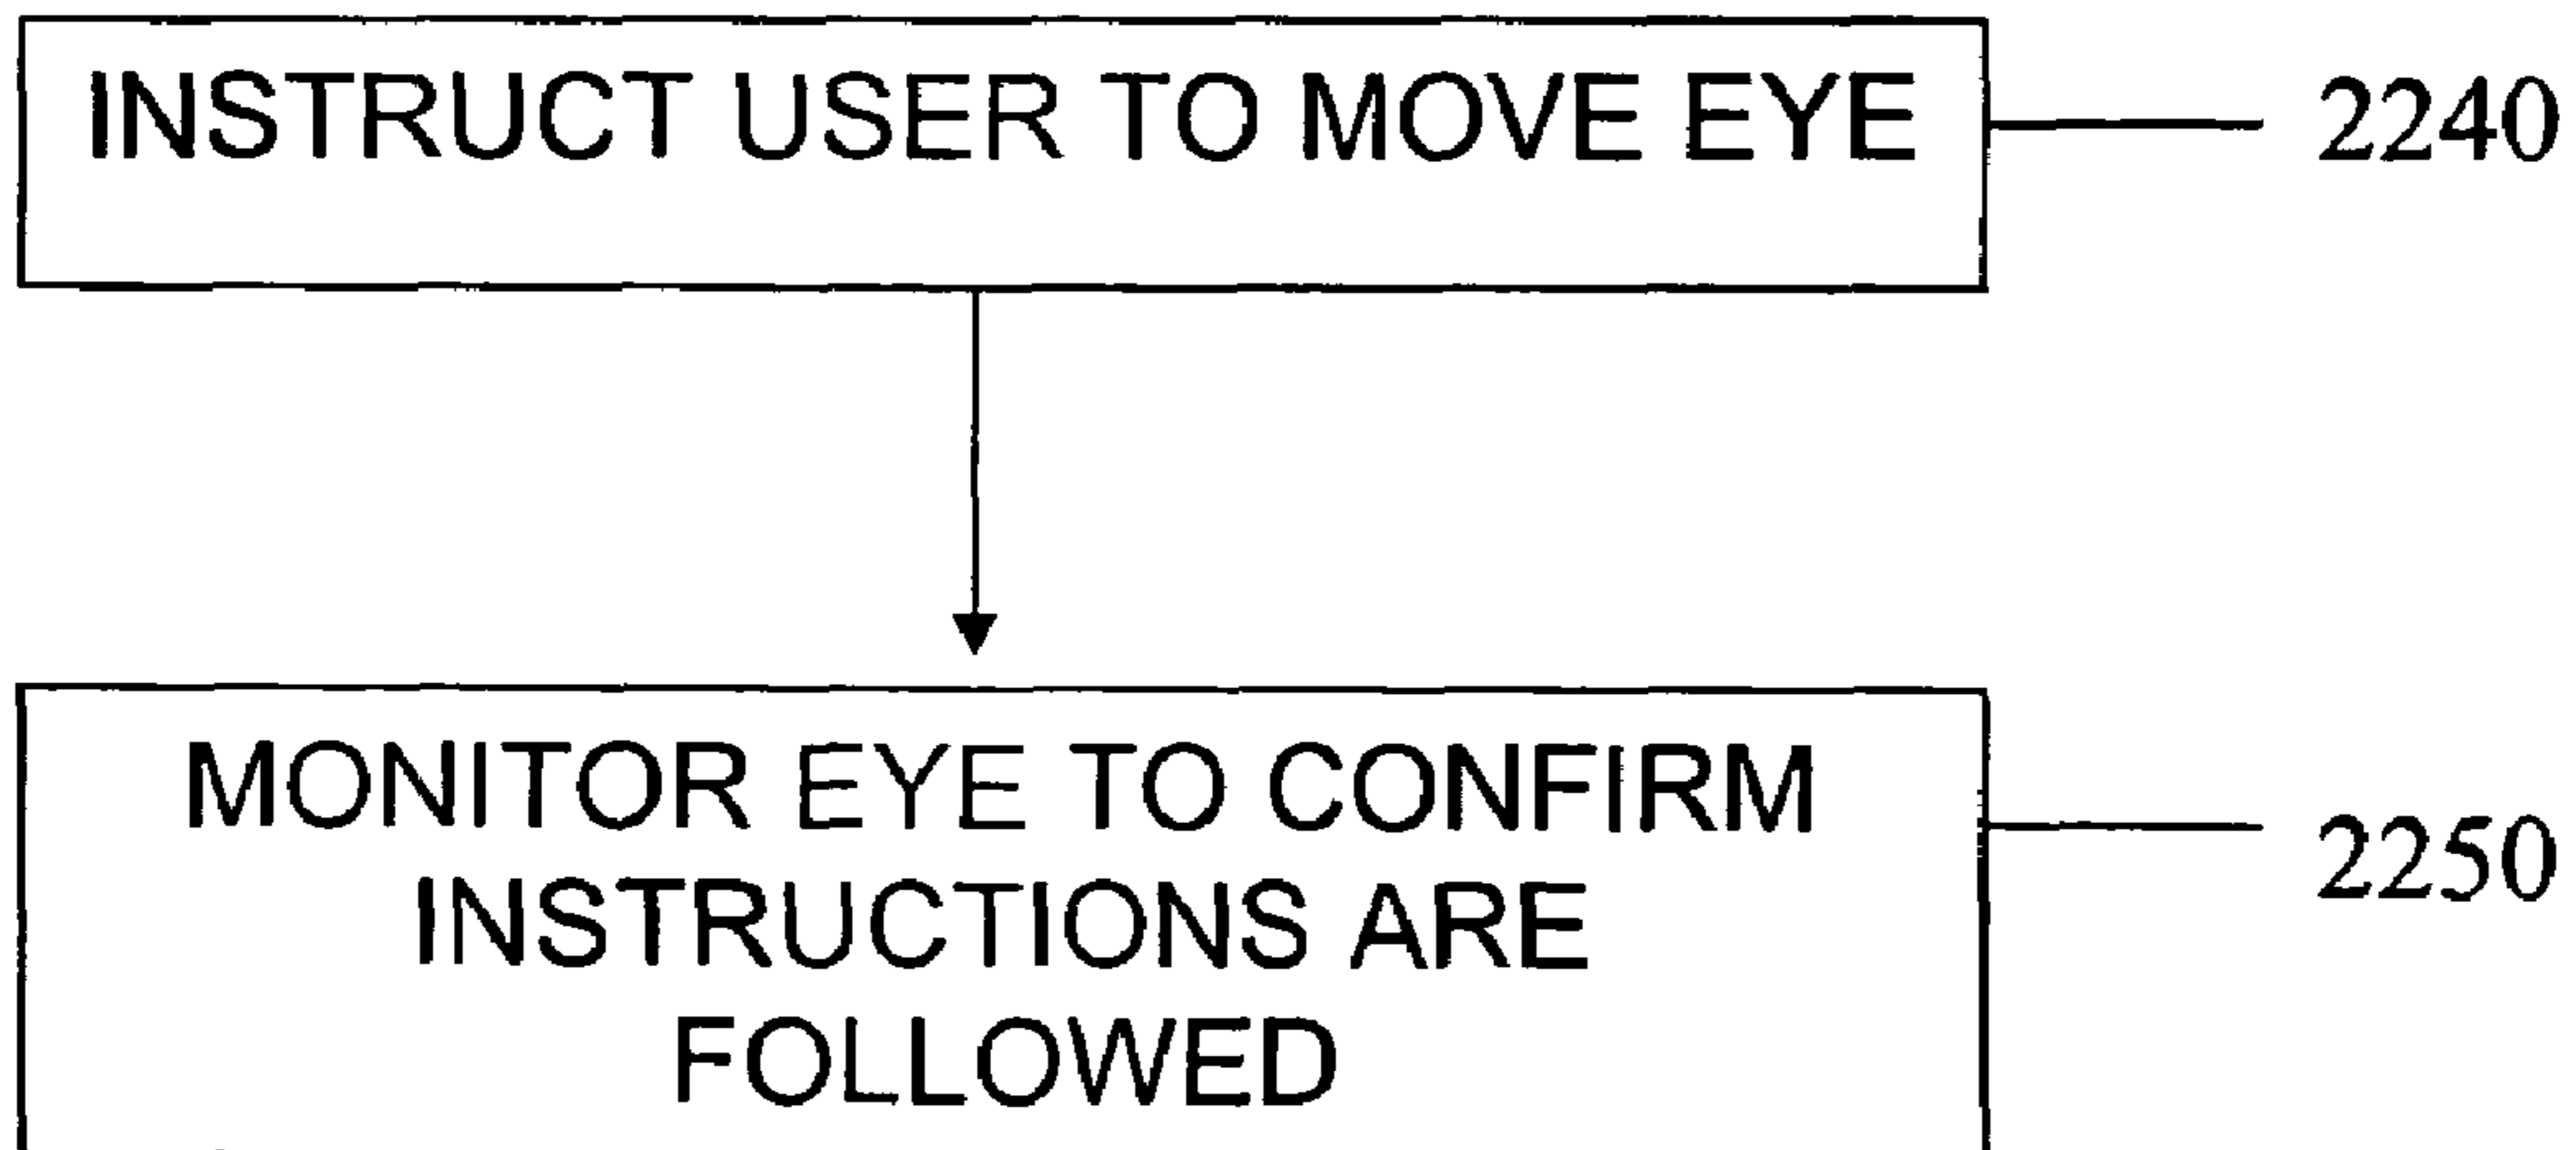 INSTRUCT USER TO MOVE EYE
2240
MONITOR EYE TO CONFIRM
INSTRUCTIONS ARE
FOLLOWED
2250